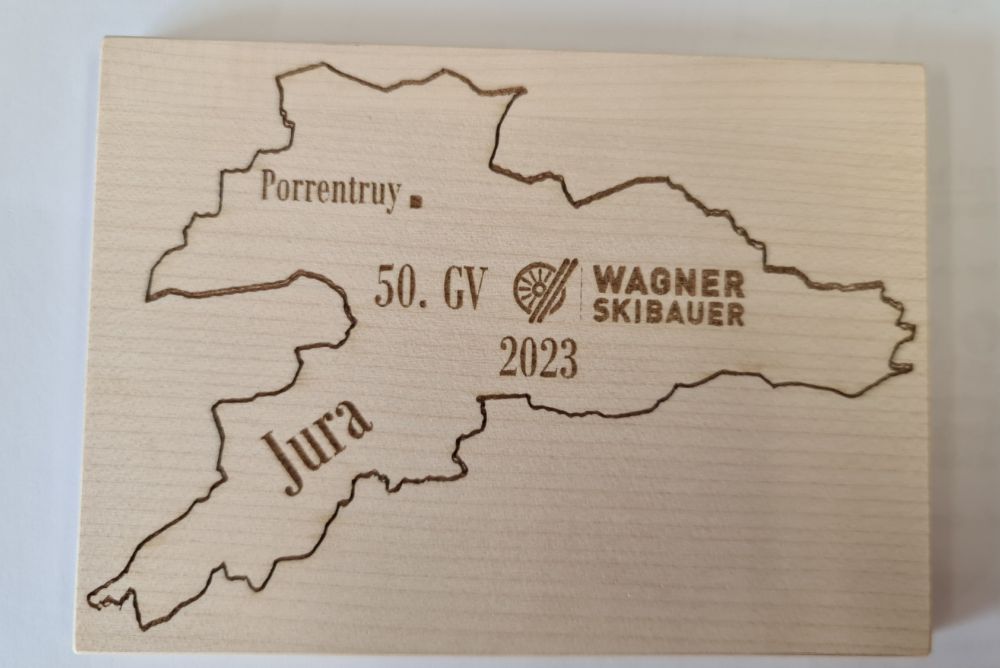 Porrentruy
50. GV
WAGNER
SKIBAUER
2023
Jura